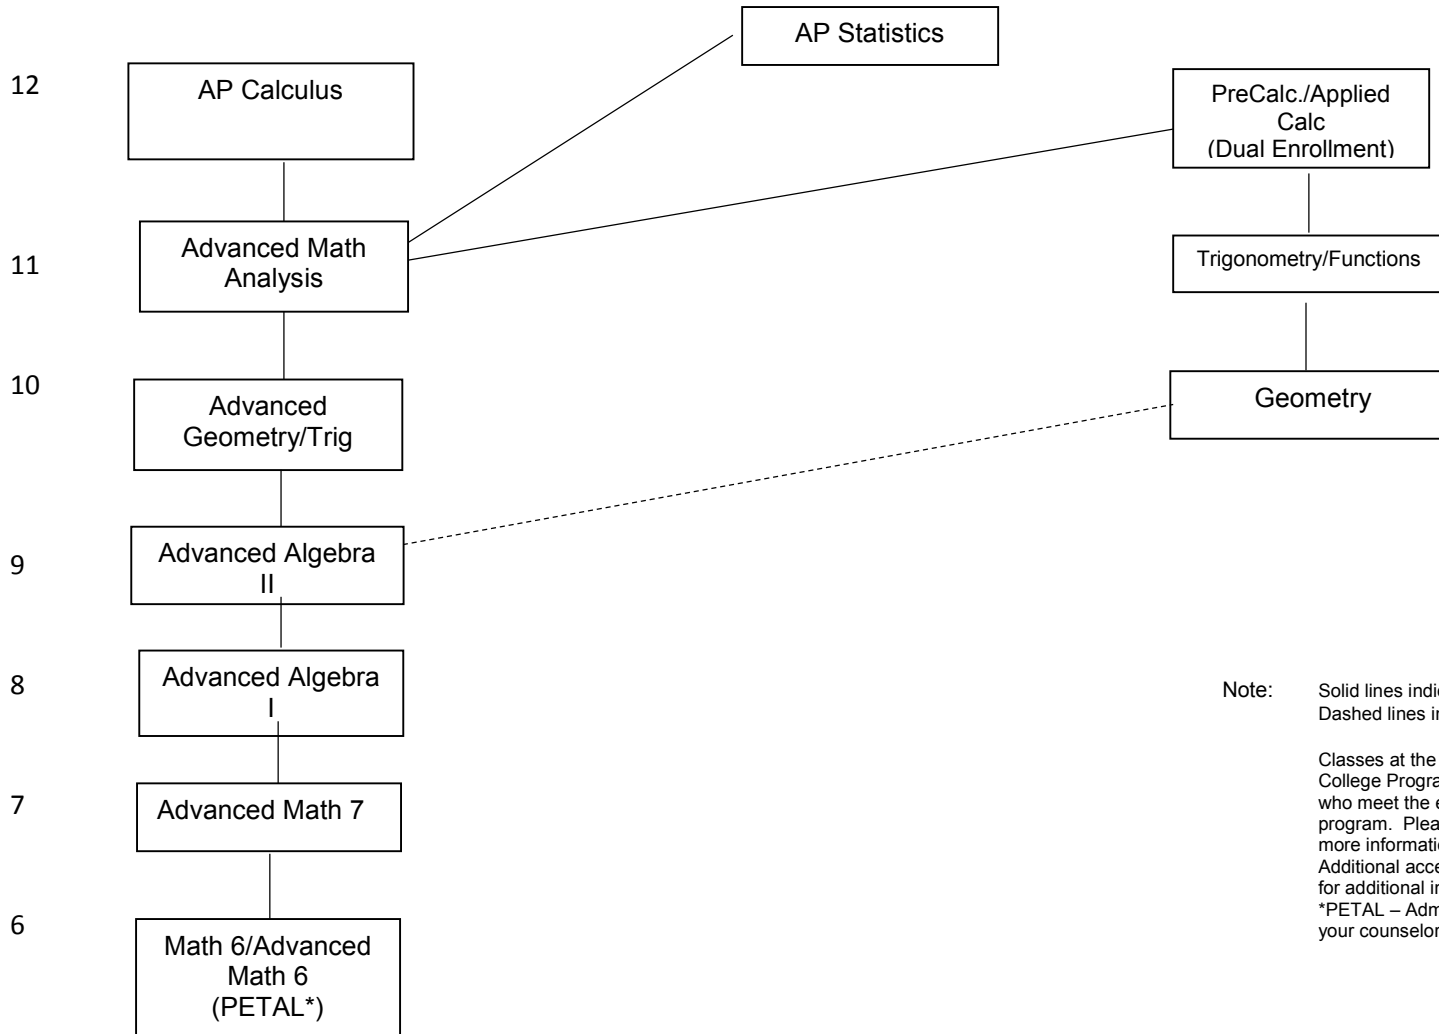 AP Statistics
12
AP Calculus
PreCalc./Applied
Calc
(Dual Enrollment)
11
Advanced Math
Analysis
Trigonometry/Functions
10
Advanced
Geometry/Trig
Geometry
9
Advanced Algebra
II
8
Advanced Algebra
I
7
Advanced Math 7
6
Math 6/Advanced
Math 6
(PETAL*)
Note:
Solid lines indi
Dashed lines i
Classes at the
College Progra
who meet the e
program. Plea
more informati
Additional acce
for additional i
*PETAL – Adm
your counselor